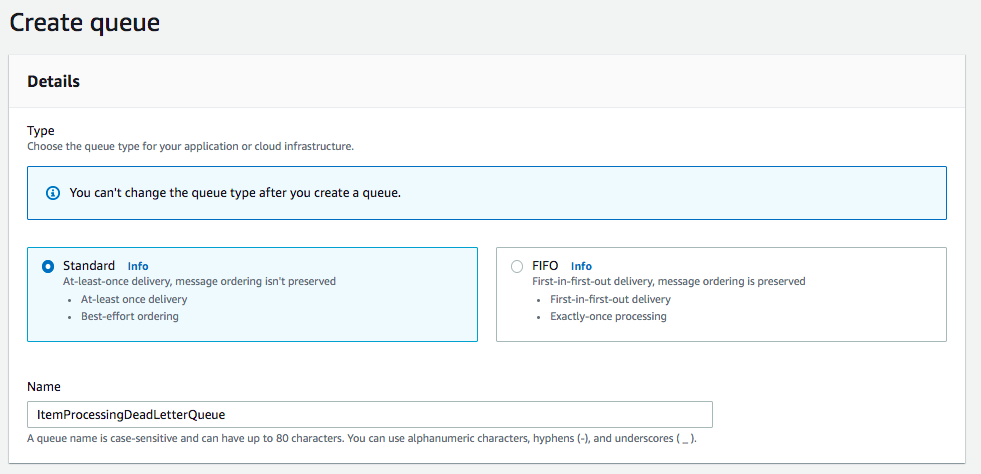 Create queue
Details
Type
Choose the queue type for your application or cloud infrastructure.
You can't change the queue type after you create a queue.
Standard Info
At-least-once delivery, message ordering isn't preserved
• At-least once delivery
• Best-effort ordering
FIFO Info
First-in-first-out delivery, message ordering is preserved
• First-in-first-out delivery
• Exactly-once processing
Name
ItemProcessingDeadLetterQueue
A queue name is case-sensitive and can have up to 80 characters. You can use alphanumeric characters, hyphens (-), and underscores ( _ ).